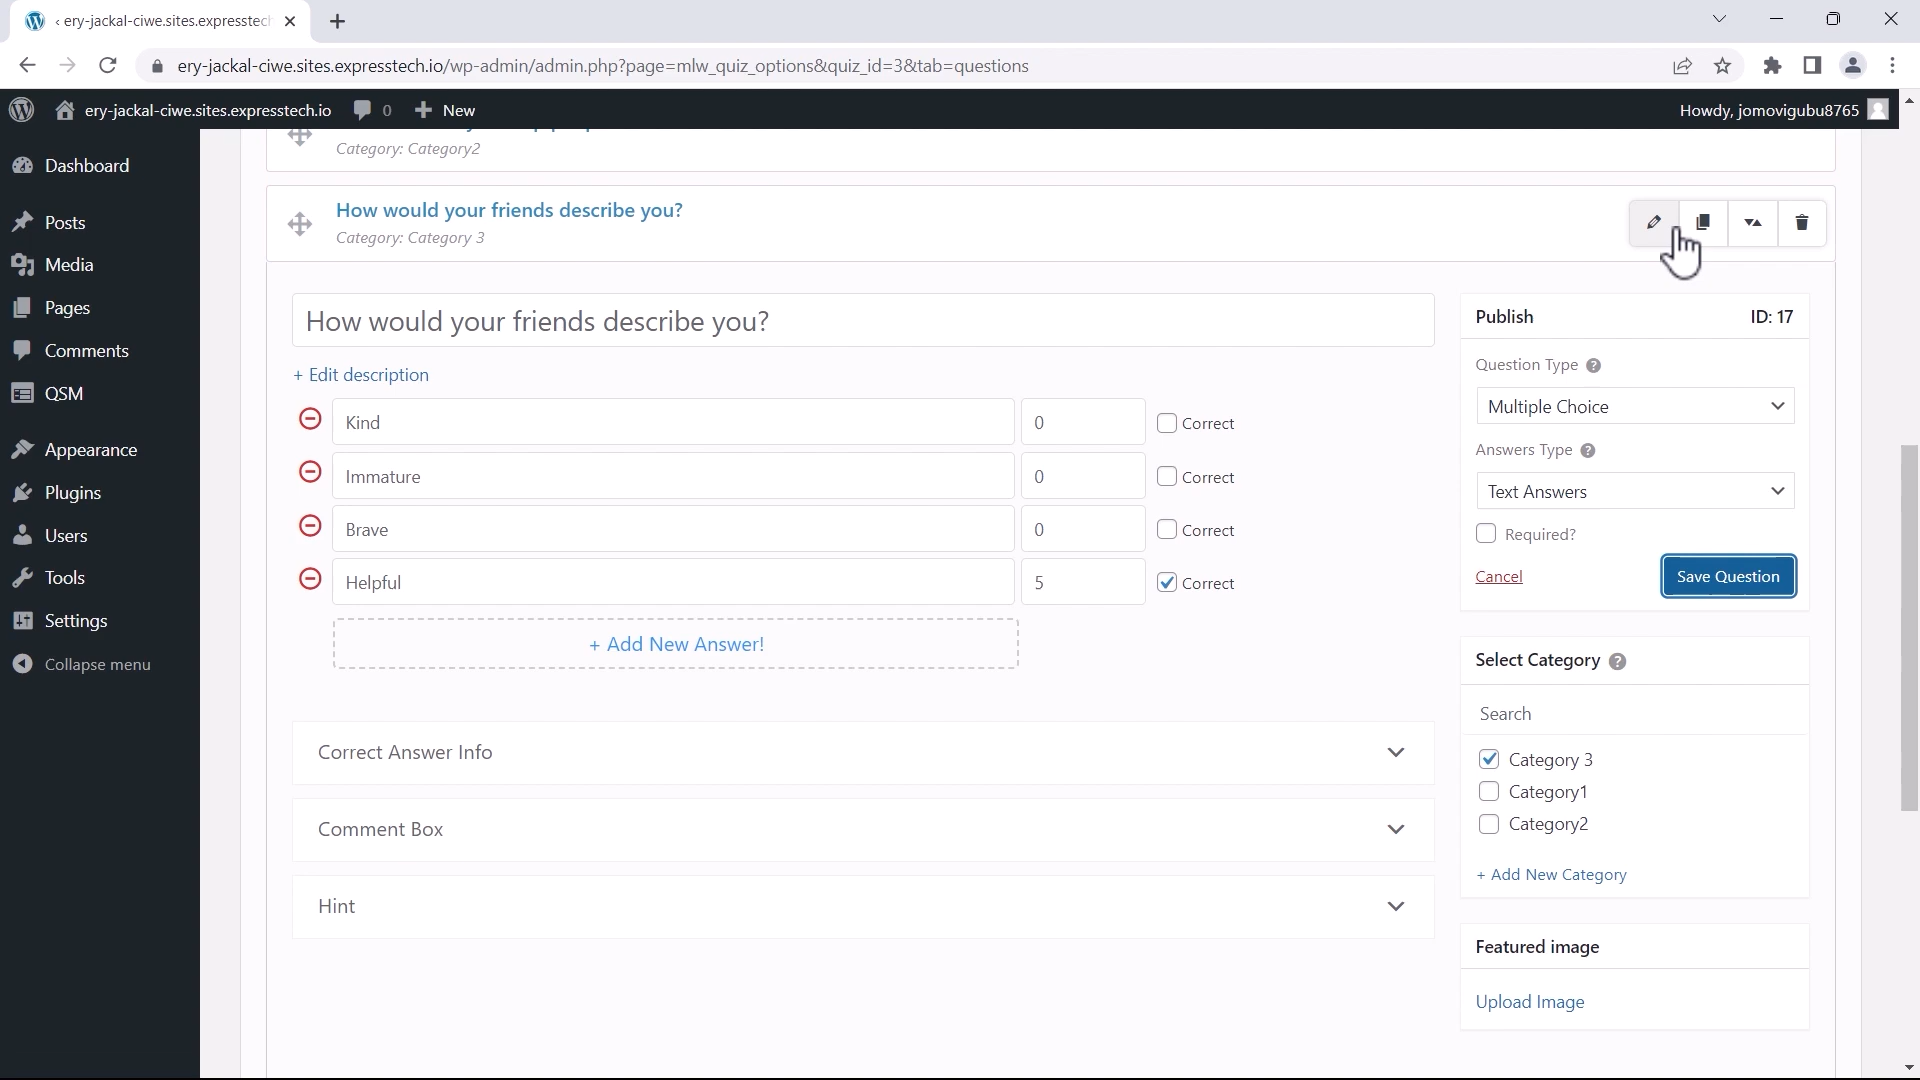 ‹ ery-jackal-ciwe.sites.expresstech
ery-jackal-ciwe.sites.expresstech.io/wp-admin/admin.php?page=mlw_quiz_options&quiz_id=3&tab=questions
ery-jackal-ciwe.sites.expresstech.io 0 New Howdy, jomovigubu8765
Dashboard
Posts
Media
Pages
Comments
QSM
Appearance
Plugins
Users
Tools
Settings
Collapse menu
Category: Category2
How would your friends describe you?
Category: Category 3
How would your friends describe you?
+ Edit description
Kind 0 Correct
Immature 0 Correct
Brave 0 Correct
Helpful 5 Correct
+ Add New Answer!
Correct Answer Info
Comment Box
Hint
Publish ID: 17
Question Type
Multiple Choice
Answers Type
Text Answers
Required?
Cancel Save Question
Select Category
Search
Category 3
Category1
Category2
+ Add New Category
Featured image
Upload Image